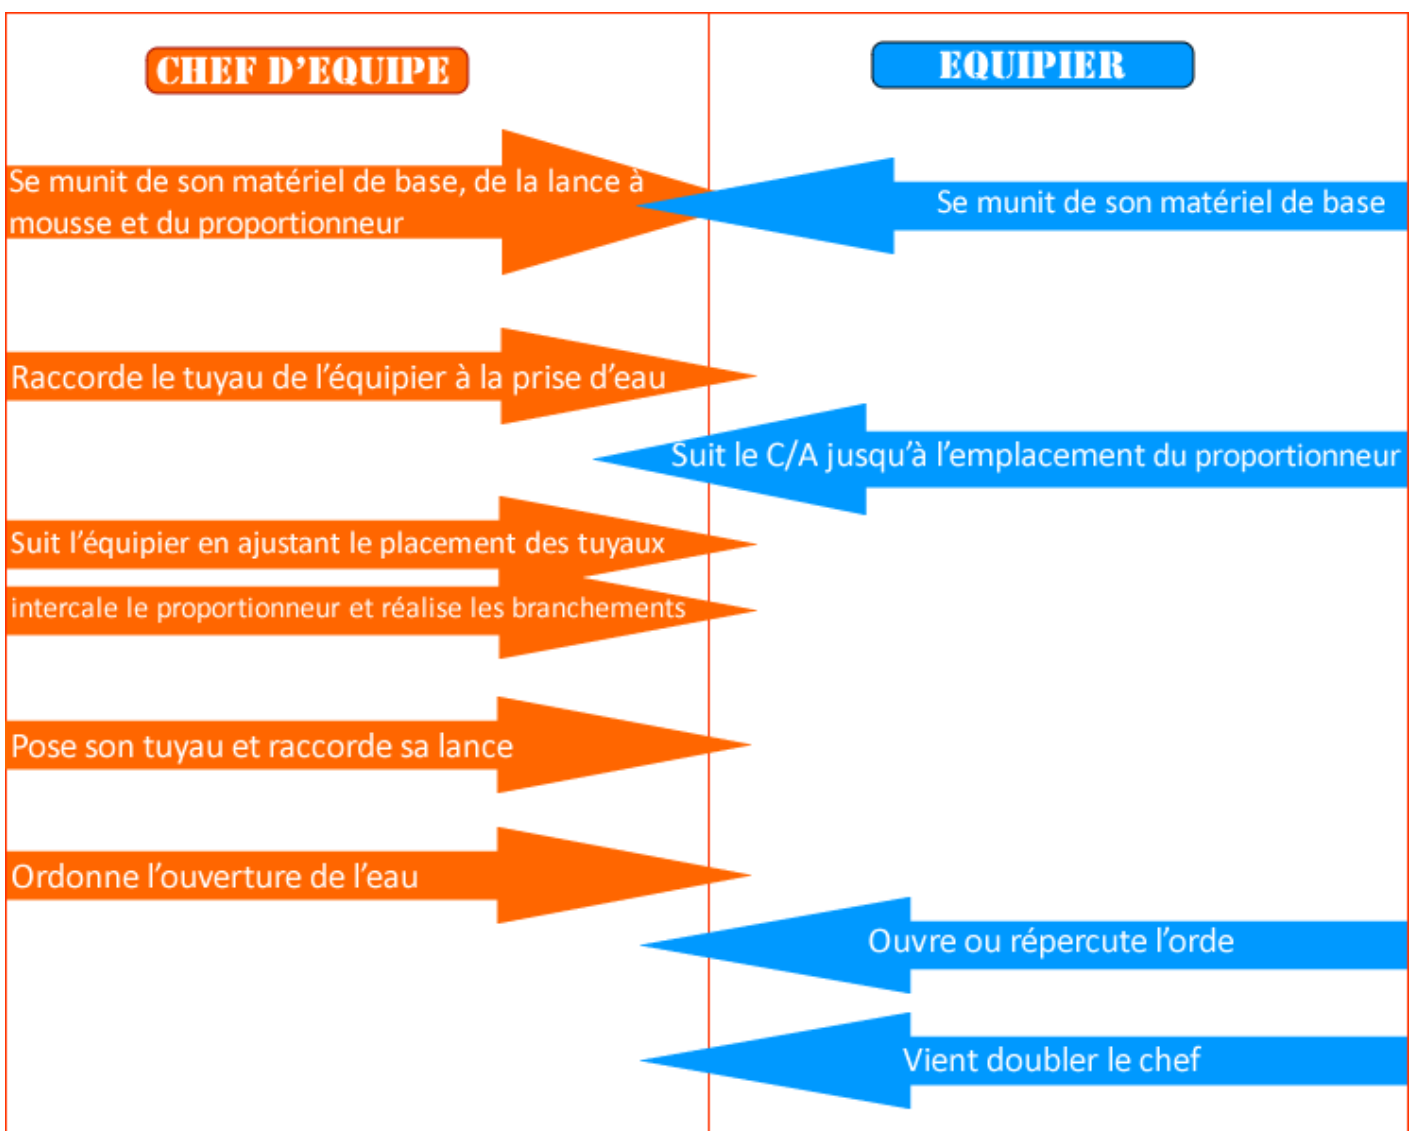 CHEF D'EQUIPE
EQUIPIER
Se munit de son matériel de base, de la lance à
mousse et du proportionneur
Se munit de son matériel de base
Raccorde le tuyau de l’équipier à la prise d’eau
Suit le C/A jusqu’à l’emplacement du proportionneur
Suit l’équipier en ajustant le placement des tuyaux
intercale le proportionneur et réalise les branchements
Pose son tuyau et raccorde sa lance
Ordonne l’ouverture de l’eau
Ouvre ou répercute l’orde
Vient doubler le chef